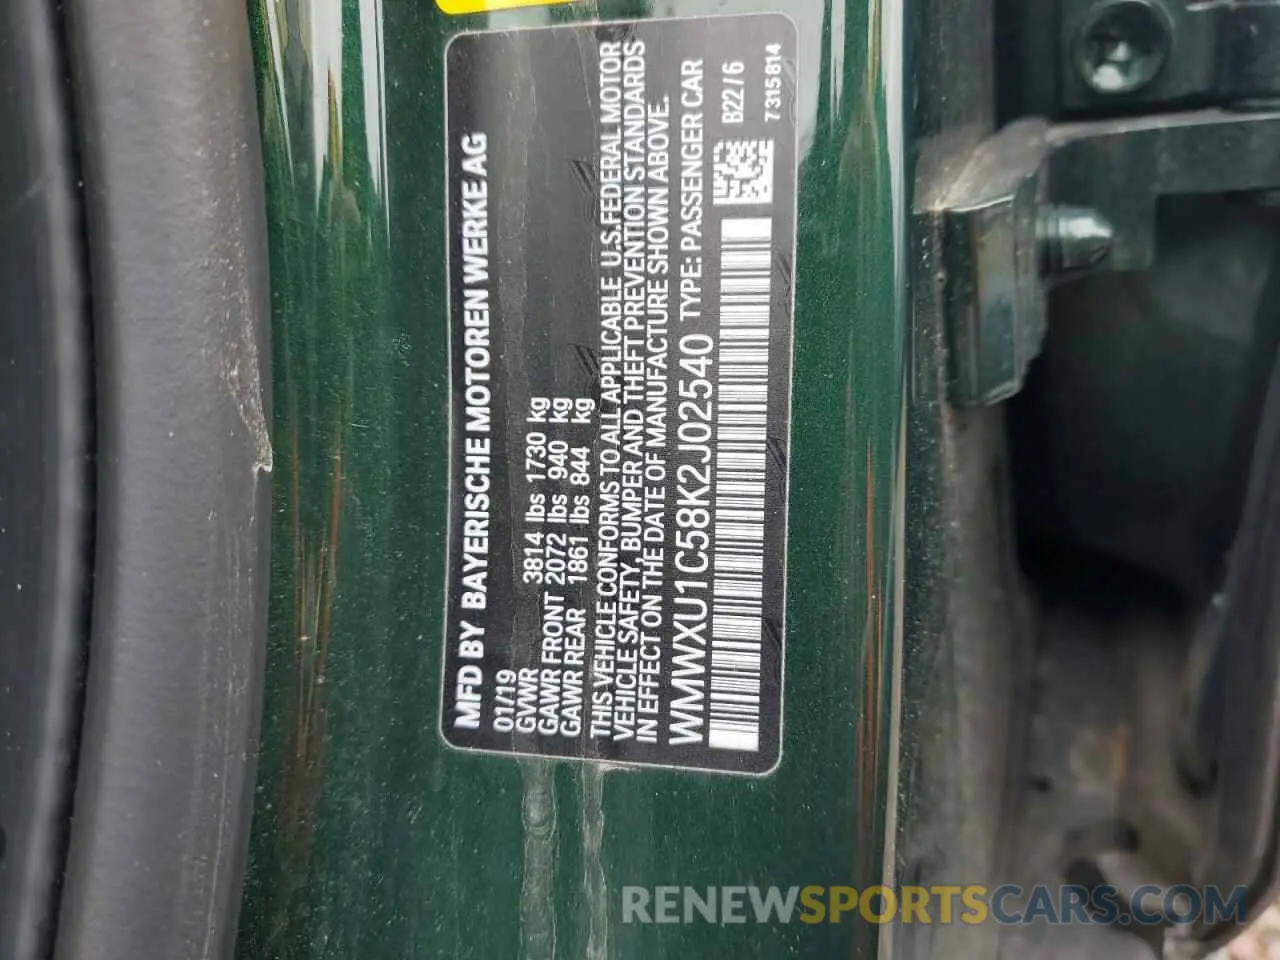 MFD BY BAYERISCHE MOTOREN WERKE AG
01/19
GVWR 3814 lbs 1730 kg
GAWR FRONT 2072 lbs 940 kg
GAWR REAR 1861 lbs 844 kg
THIS VEHICLE CONFORMS TO ALL APPLICABLE U.S.FEDERAL MOTOR
VEHICLE SAFETY, BUMPER AND THEFT PREVENTION STANDARDS
IN EFFECT ON THE DATE OF MANUFACTURE SHOWN ABOVE.
WMWXU1C58K2J02540 TYPE: PASSENGER CAR
B22/6
7315814
RENEWSPORTSCARS.COM